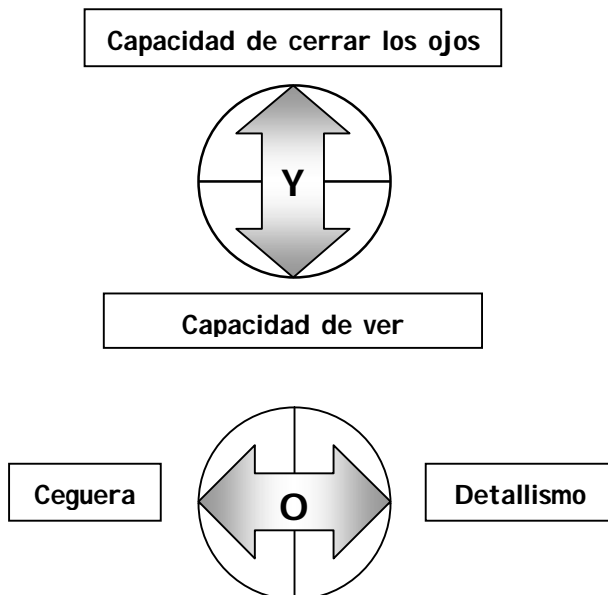 Capacidad de cerrar los ojos
Y
Capacidad de ver
Ceguera
O
Detallismo